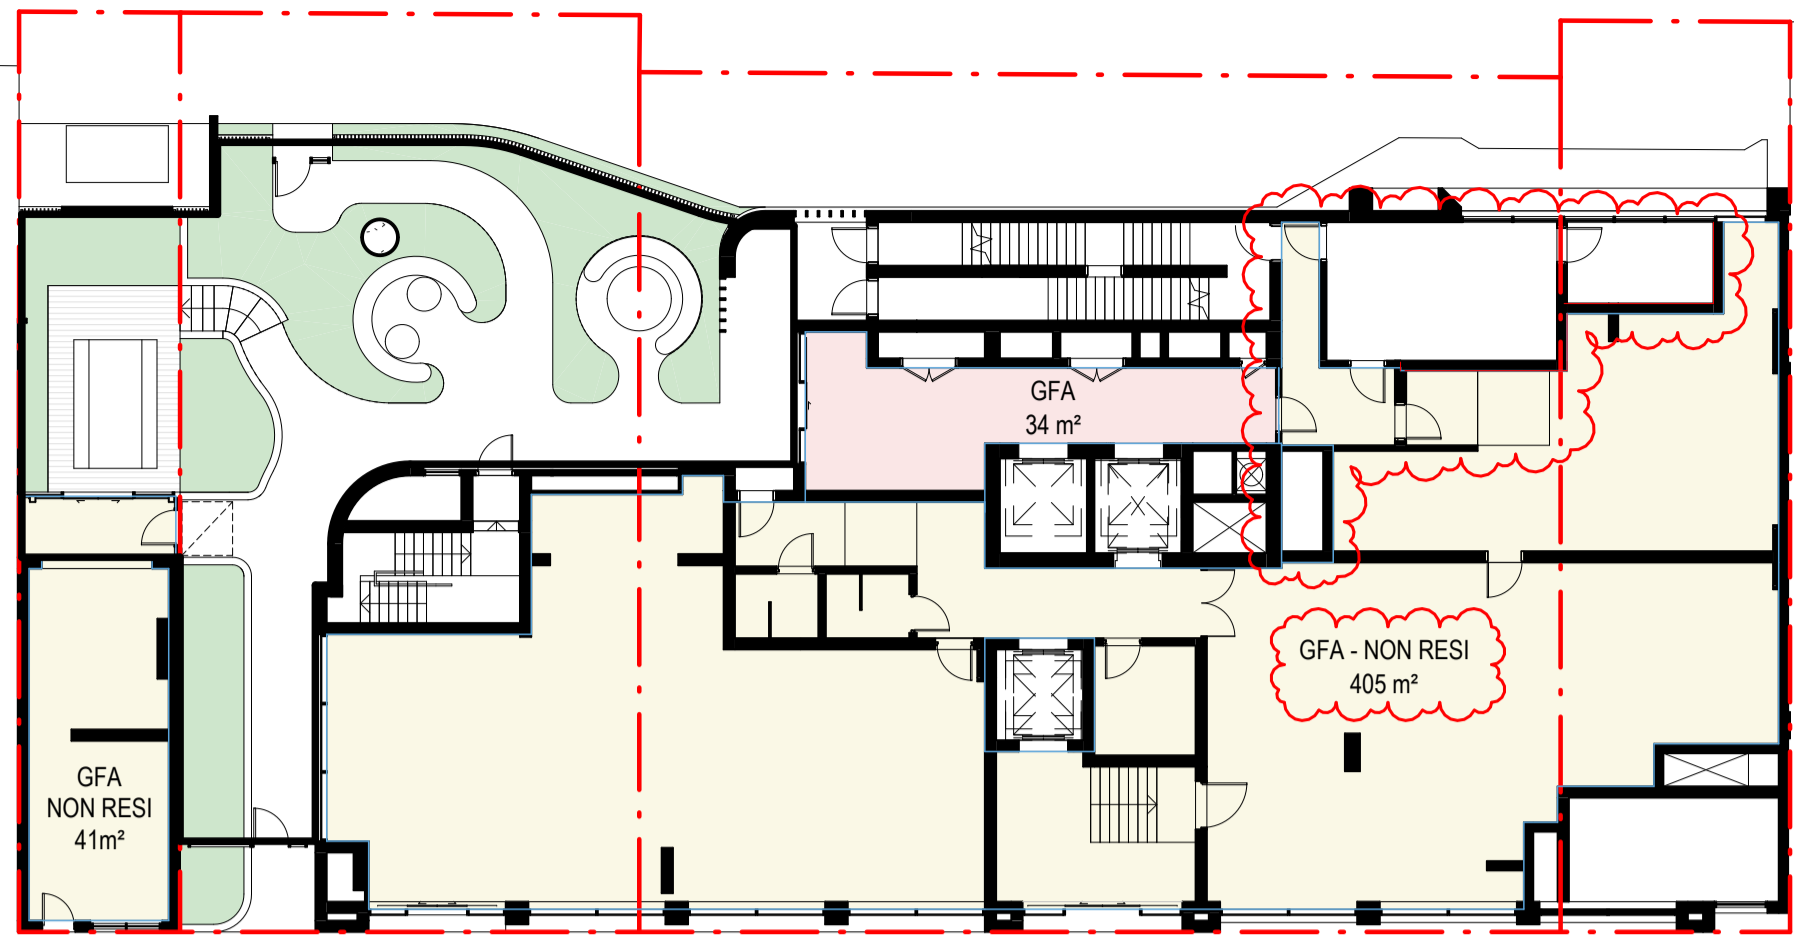 GFA
34 m²
GFA - NON RESI
405 m²
GFA
NON RESI
41m²